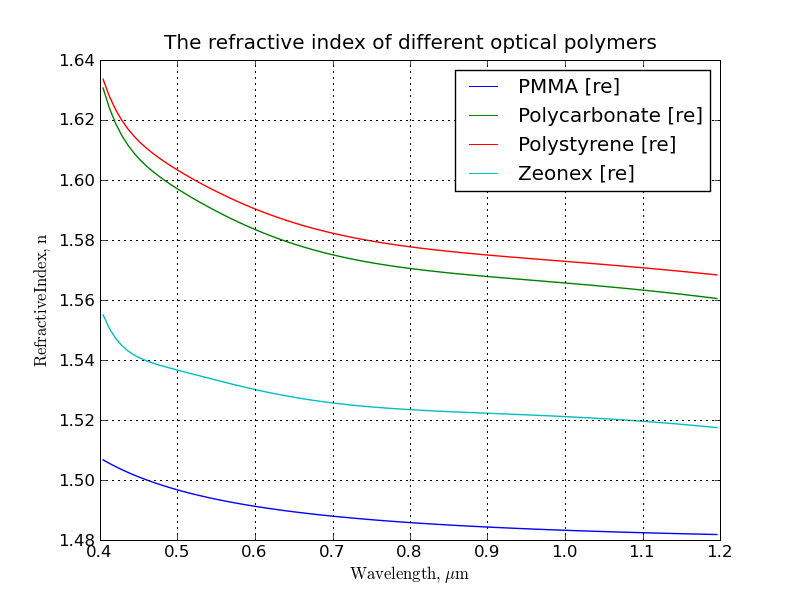 The refractive index of different optical polymers
1.64
1.62
1.60
1.58
1.56
1.54
1.52
1.50
1.48
RefractiveIndex, n
PMMA [re]
Polycarbonate [re]
Polystyrene [re]
Zeonex [re]
0.4 0.5 0.6 0.7 0.8 0.9 1.0 1.1 1.2
Wavelength, μm